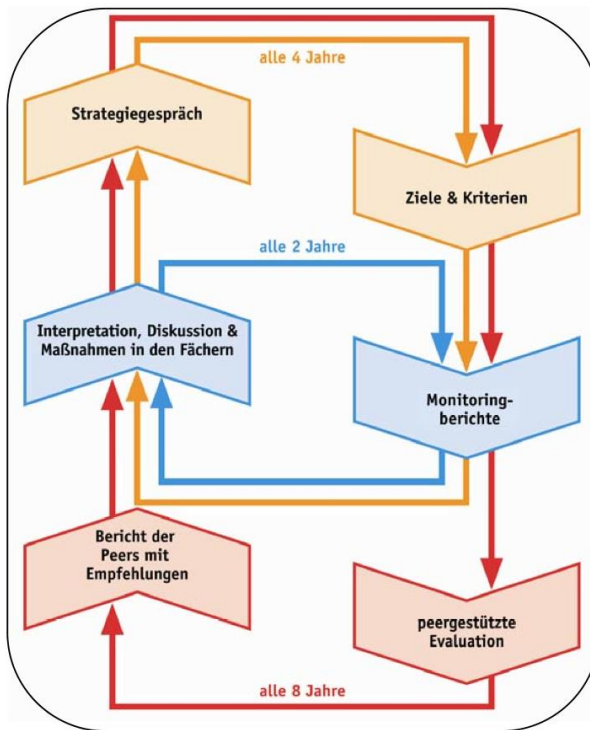 alle 4 Jahre
Strategiegespräch
Ziele & Kriterien
alle 2 Jahre
Interpretation, Diskussion &
Maßnahmen in den Fächern
Monitoring-
berichte
Bericht der
Peers mit
Empfehlungen
peergestützte
Evaluation
alle 8 Jahre